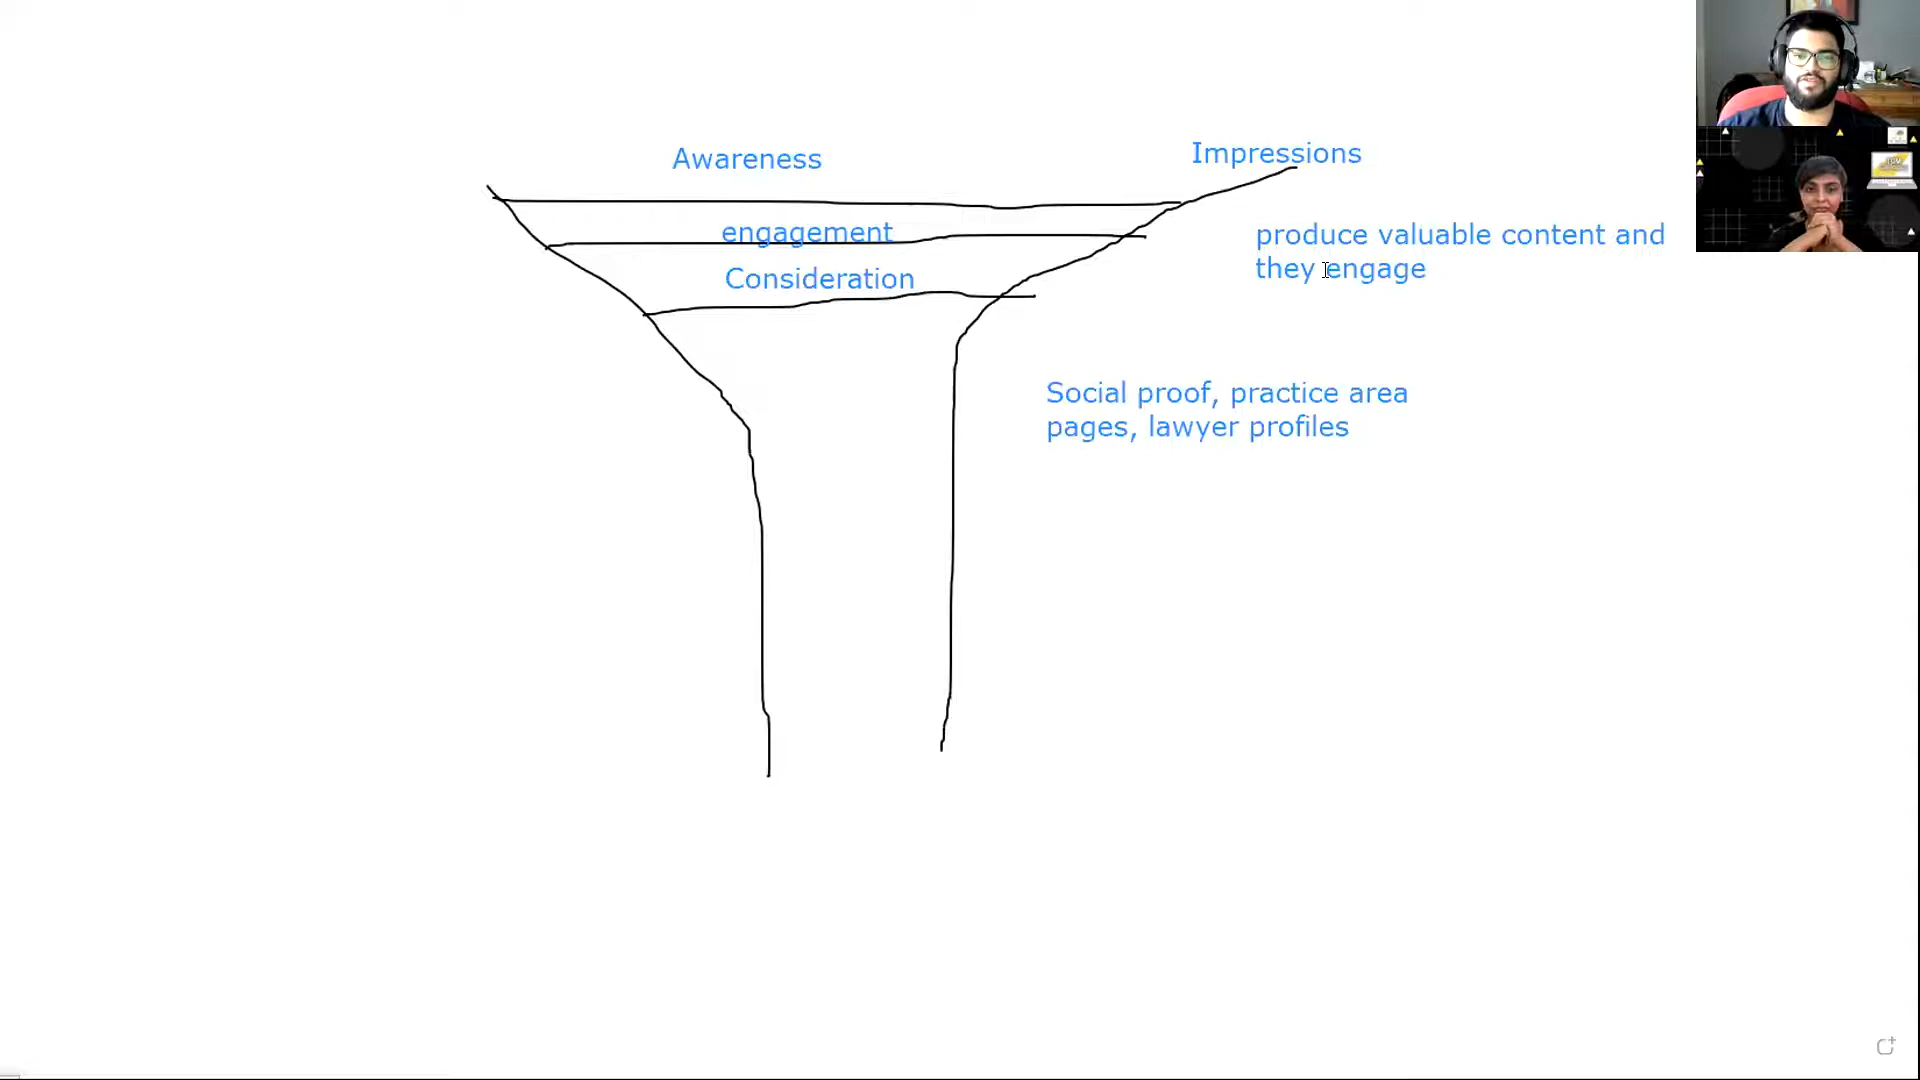 Awareness
Impressions
engagement
produce valuable content and
they engage
Consideration
Social proof, practice area
pages, lawyer profiles